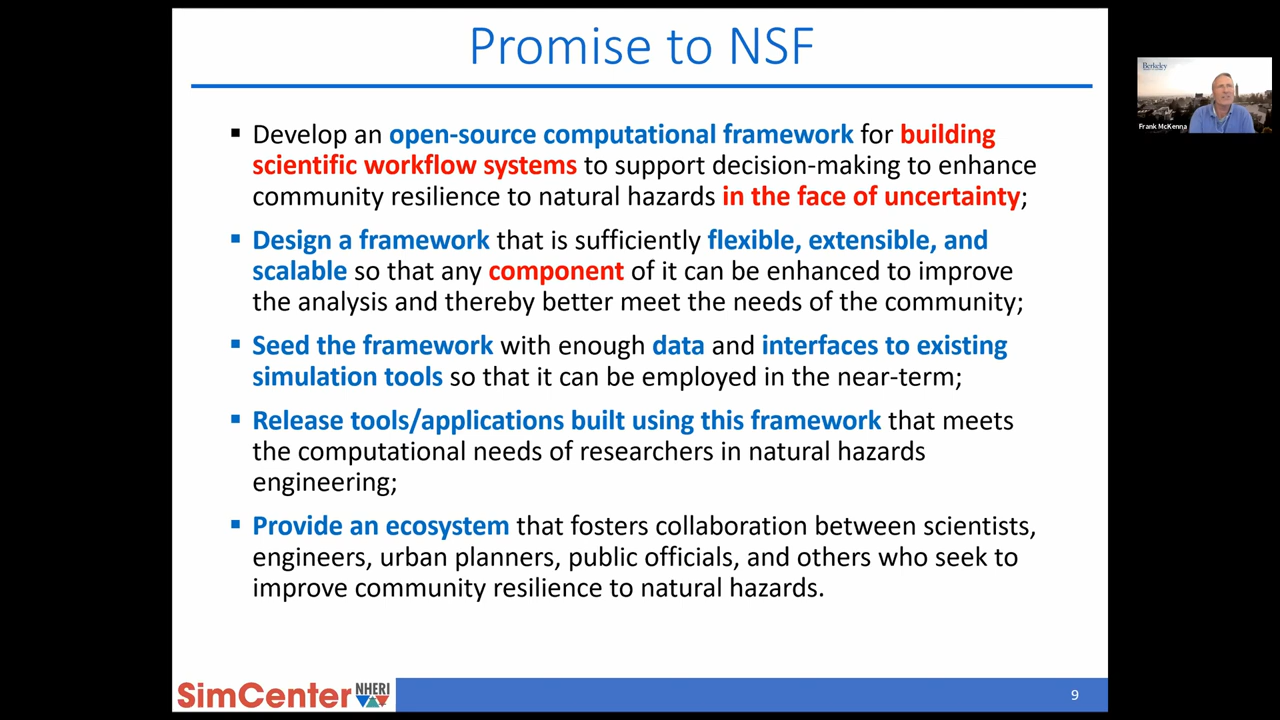 Promise to NSF
▪ Develop an open-source computational framework for building
scientific workflow systems to support decision-making to enhance
community resilience to natural hazards in the face of uncertainty;
▪ Design a framework that is sufficiently flexible, extensible, and
scalable so that any component of it can be enhanced to improve
the analysis and thereby better meet the needs of the community;
▪ Seed the framework with enough data and interfaces to existing
simulation tools so that it can be employed in the near-term;
▪ Release tools/applications built using this framework that meets
the computational needs of researchers in natural hazards
engineering;
▪ Provide an ecosystem that fosters collaboration between scientists,
engineers, urban planners, public officials, and others who seek to
improve community resilience to natural hazards.
SimCenter NHERI
9
Berkeley
Frank McKenna